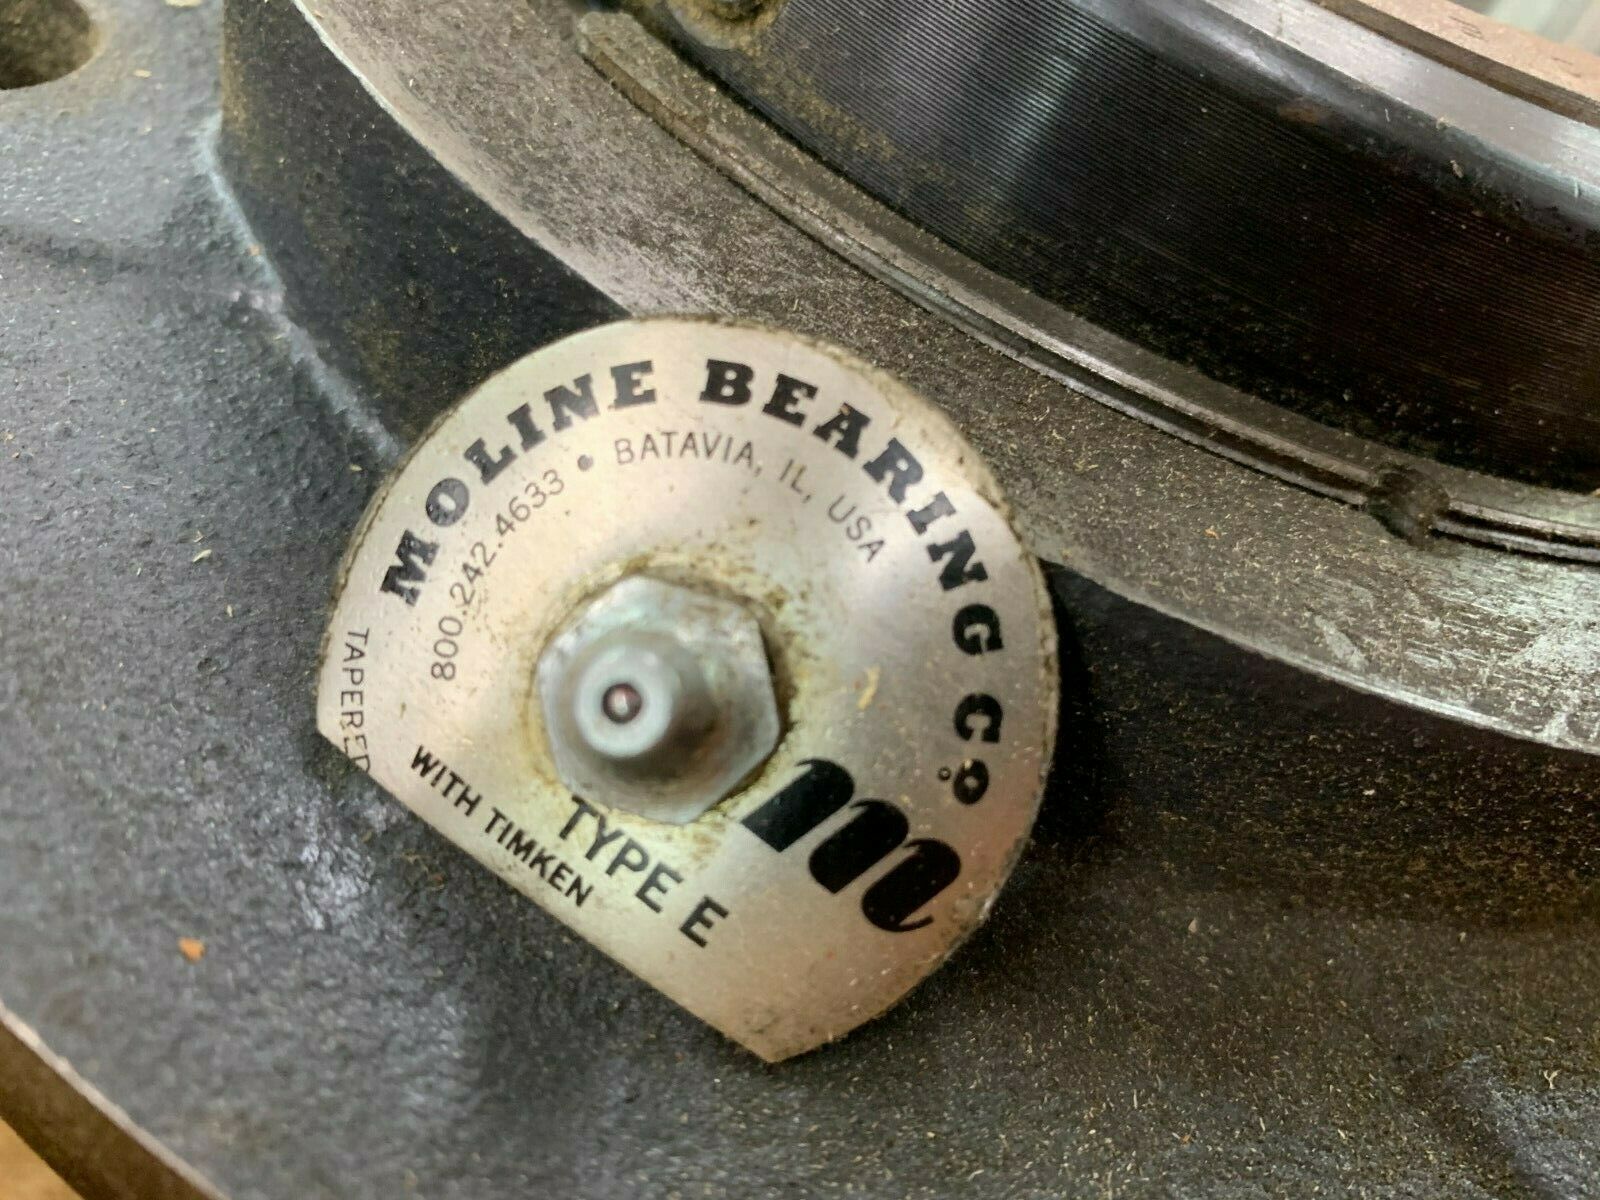 MOLINE BEARING CO.
800.242.4633 • BATAVIA, IL, USA
m
TYPE E
WITH TIMKEN
TAPERED